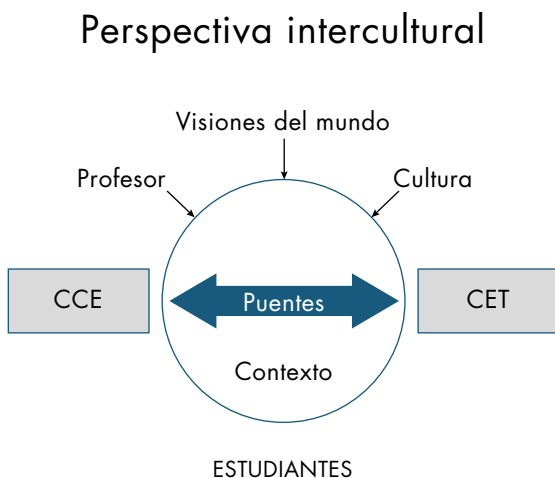 Perspectiva intercultural
Visiones del mundo
Profesor
Cultura
CCE
Puentes
CET
Contexto
ESTUDIANTES